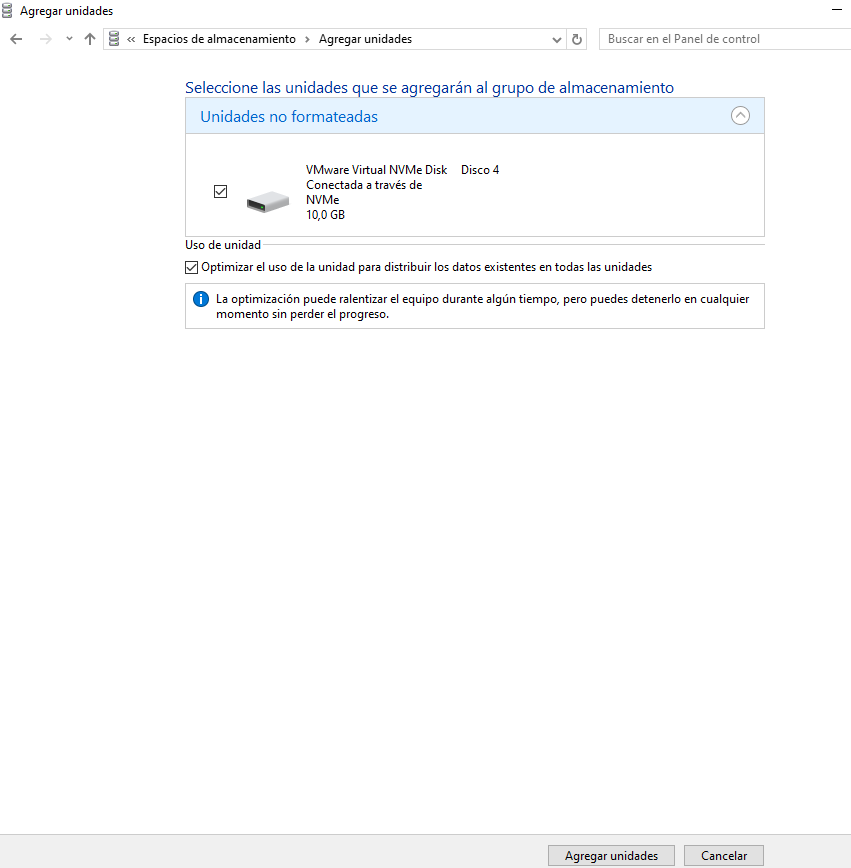 Agregar unidades
« Espacios de almacenamiento › Agregar unidades
Buscar en el Panel de control
Seleccione las unidades que se agregarán al grupo de almacenamiento
Unidades no formateadas
VMware Virtual NVMe Disk Disco 4
Conectada a través de
NVMe
10,0 GB
Uso de unidad
Optimizar el uso de la unidad para distribuir los datos existentes en todas las unidades
La optimización puede ralentizar el equipo durante algún tiempo, pero puedes detenerlo en cualquier
momento sin perder el progreso.
Agregar unidades
Cancelar